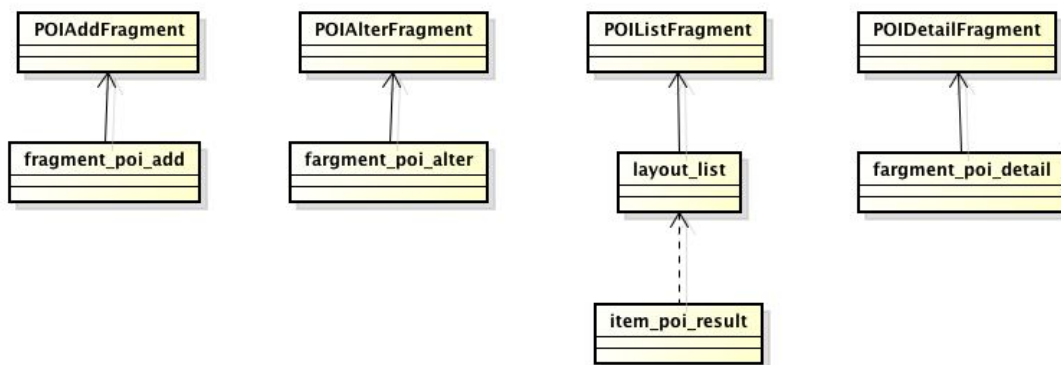 POIAddFragment
POIAlterFragment
POIListFragment
POIDetailFragment
fragment_poi_add
fargment_poi_alter
layout_list
fargment_poi_detail
item_poi_result